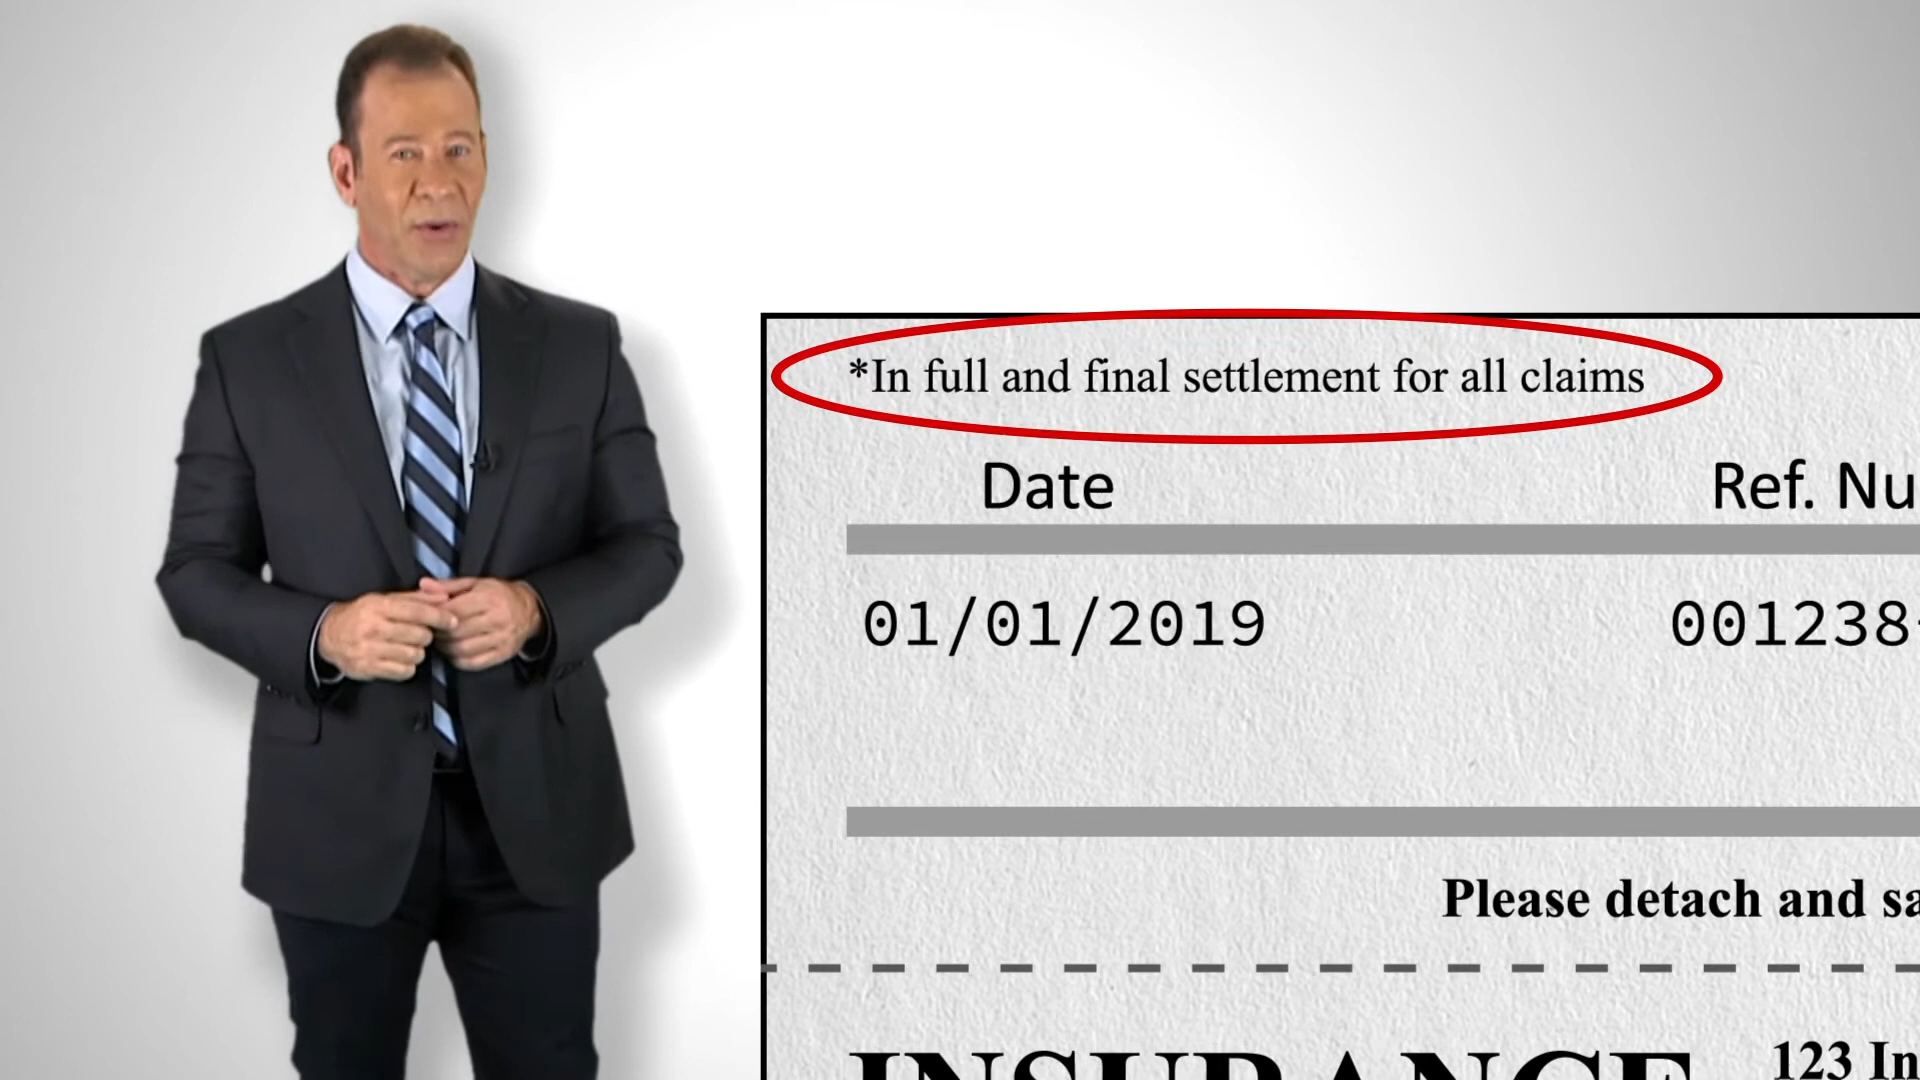 *In full and final settlement for all claims
Date Ref. Nu
01/01/2019 001238
Please detach and sa
INSURANCE 123 In